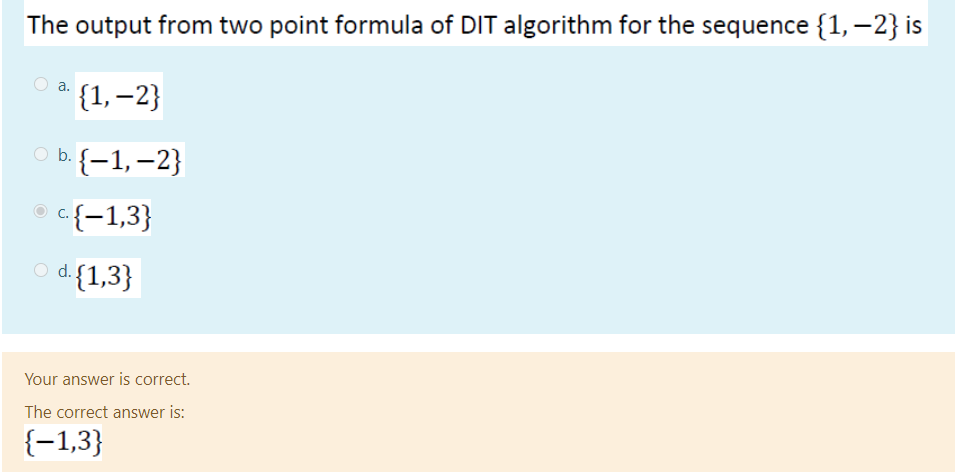 The output from two point formula of DIT algorithm for the sequence {1, −2} is
a. {1, −2}
b. {−1, −2}
c. {−1,3}
d. {1,3}
Your answer is correct.
The correct answer is:
{−1,3}